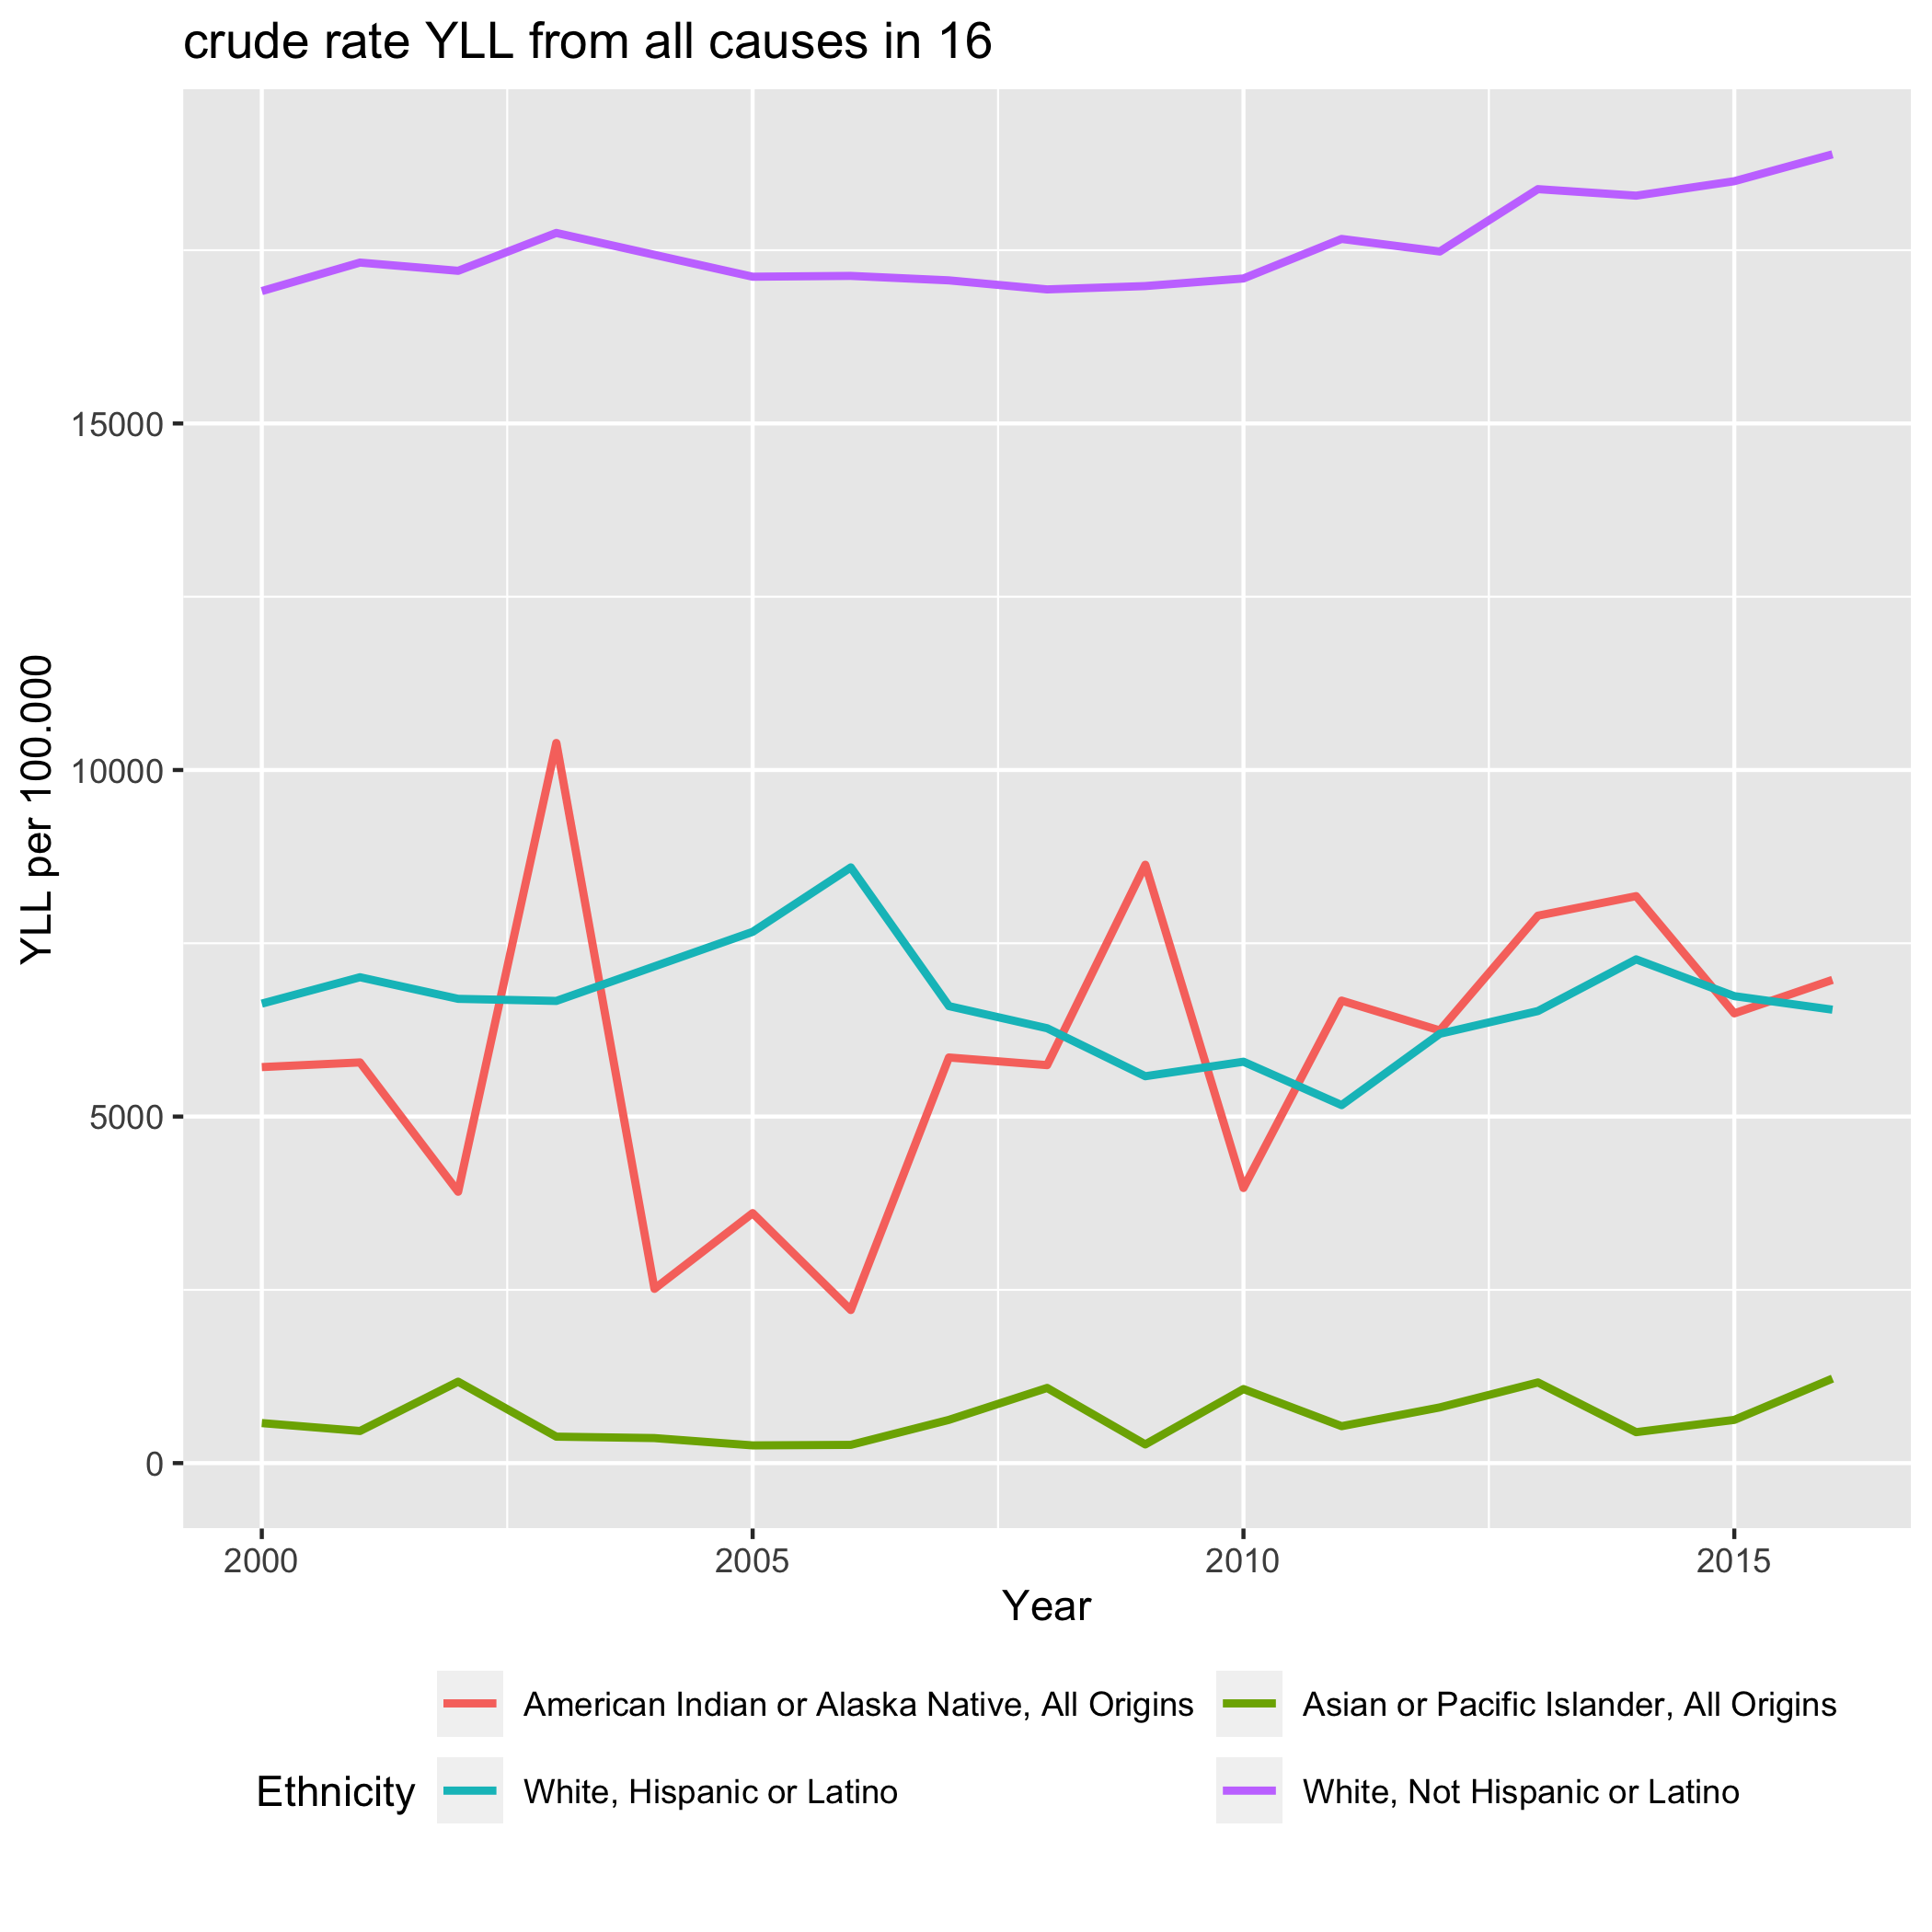 crude rate YLL from all causes in 16
YLL per 100.000
15000
10000
5000
0
2000 2005 2010 2015
Year
Ethnicity
American Indian or Alaska Native, All Origins
Asian or Pacific Islander, All Origins
White, Hispanic or Latino
White, Not Hispanic or Latino